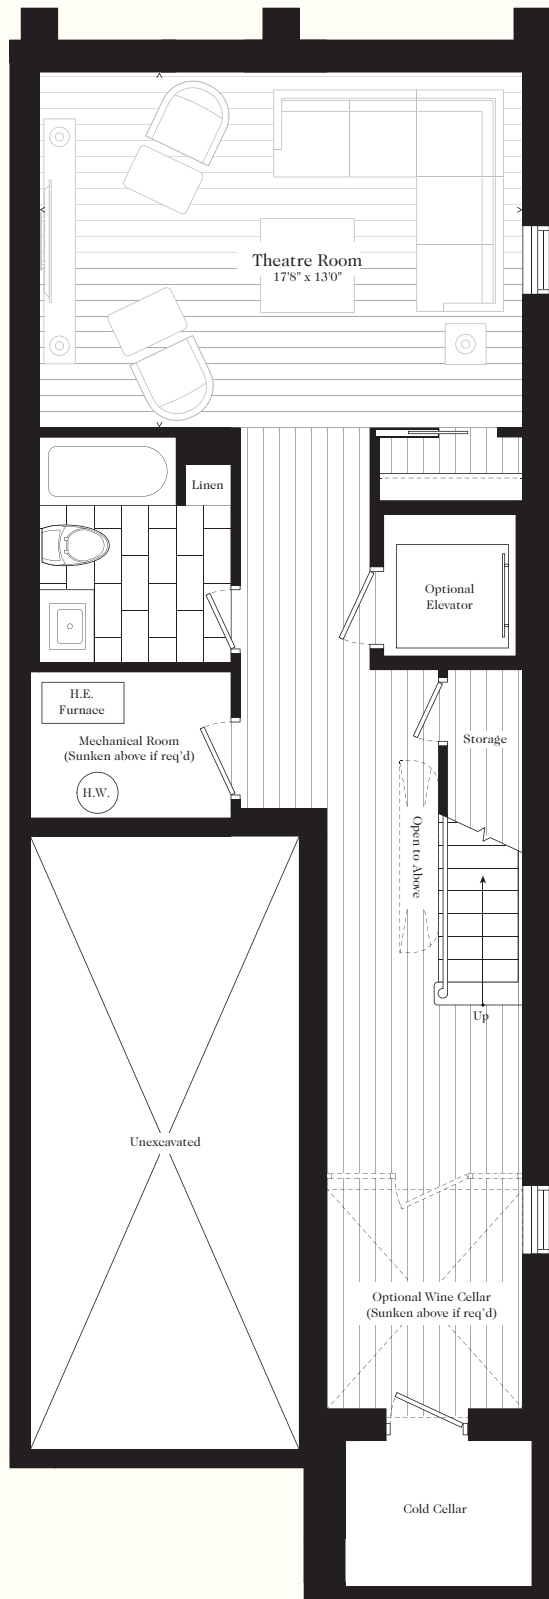 Theatre Room
17'8" x 13'0"
Linen
Optional
Elevator
H.E.
Furnace
Mechanical Room
(Sunken above if req'd)
H.W.
Storage
Open to Above
Up
Unexcavated
Optional Wine Cellar
(Sunken above if req'd)
Cold Cellar